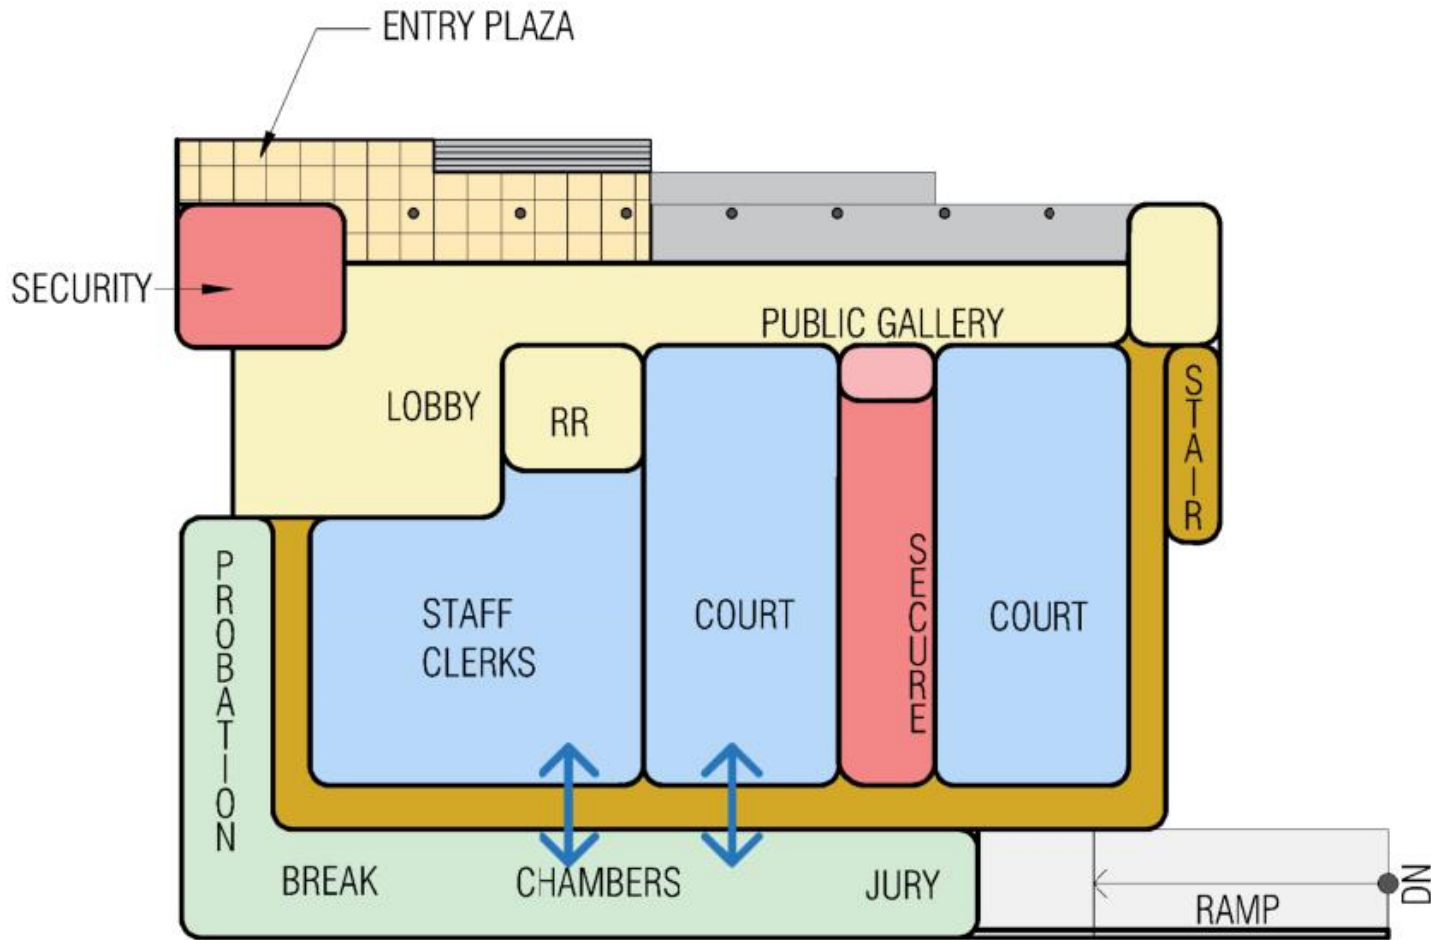 ENTRY PLAZA
SECURITY
PUBLIC GALLERY
LOBBY
RR
STAIR
PROBATION
STAFF
CLERKS
COURT
SECURE
COURT
BREAK
CHAMBERS
JURY
RAMP
DN